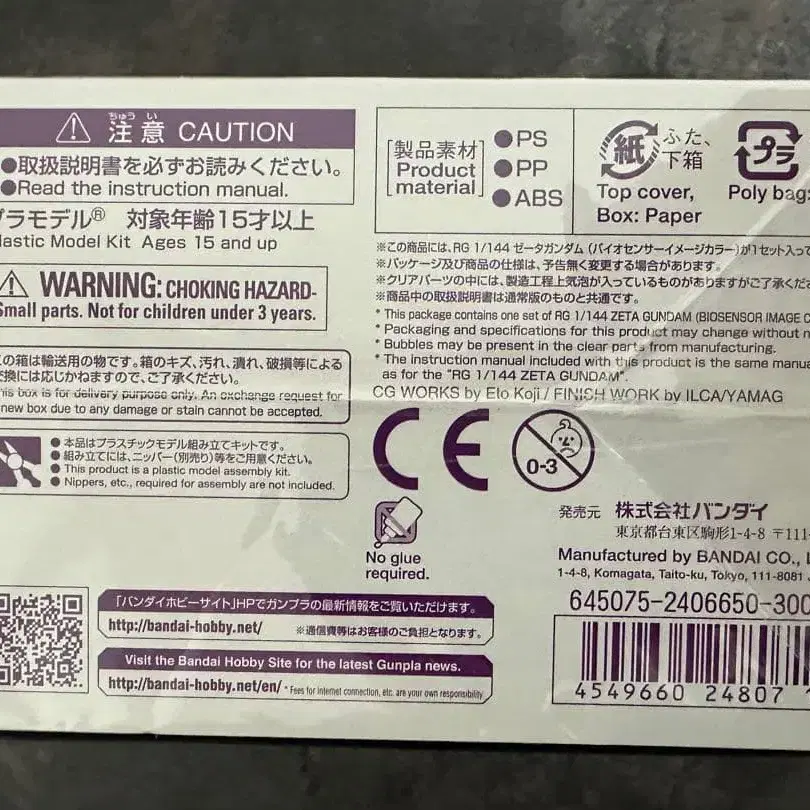 ちゅう い
注意 CAUTION
●取扱説明書を必ずお読みください。
●Read the instruction manual.
プラモデル® 対象年齢15才以上
lastic Model Kit Ages 15 and up
WARNING: CHOKING HAZARD-
Small parts. Not for children under 3 years.
この箱は輸送用の物です。箱のキズ、汚れ、潰れ、破損等による
交換には応じかねますので、ご了承ください。
his box is for delivery purpose only. An exchange request for
new box due to any damage or stain cannot be accepted.
●本品はプラスチックモデル組み立てキットです。
●組み立てには、ニッパー(別売り)等をご用意ください。
●This product is a plastic model assembly kit.
●Nippers, etc., required for assembly are not included.
「バンダイホビーサイト」HPでガンプラの最新情報をご覧いただけます。
http://bandai-hobby.net/ ※通信費等はお客様のご負担となります。
Visit the Bandai Hobby Site for the latest Gunpla news.
http://bandai-hobby.net/en/ * Fees for internet connection, etc. are your own responsibility.
[製品素材
Product
material]
●PS
●PP
●ABS
紙 ふた、
下箱
Top cover,
Box: Paper
プラ
Poly bag:
※この商品には、RG 1/144 ゼータガンダム (バイオセンサーイメージカラー)が1セット入って
※パッケージ及び商品の仕様は、予告無く変更する場合があります。
※クリアパーツの中には、製造工程上気泡が入っているものがありますがご了承くださ
※商品中の取扱説明書は通常版のものと共通です。
* This package contains one set of RG 1/144 ZETA GUNDAM (BIOSENSOR IMAGE C
* Packaging and specifications for this product may change without n
* Bubbles may be present in the clear parts from manufacturing.
* The instruction manual included with this product is the same manua
as for the "RG 1/144 ZETA GUNDAM".
CG WORKS by Eto Koji / FINISH WORK by ILCA/YAMAG
CE
0-3
No glue
required.
発売元 株式会社バンダイ
東京都台東区駒形1-4-8 〒111-
Manufactured by BANDAI CO., L
1-4-8, Komagata, Taito-ku, Tokyo, 111-8081
645075-2406650-300
4549660 24807